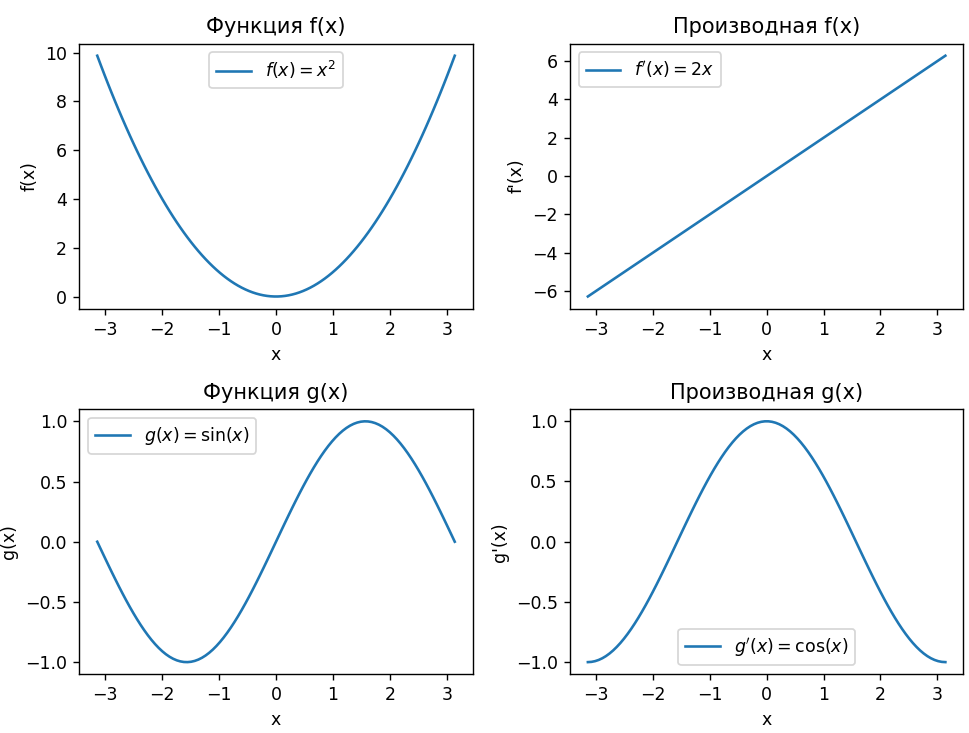 Функция f(x)
f(x) = x²
10
8
6
4
2
0
f(x)
−3 −2 −1 0 1 2 3
x
Производная f(x)
f′(x) = 2x
6
4
2
0
−2
−4
−6
f'(x)
−3 −2 −1 0 1 2 3
x
Функция g(x)
g(x) = sin(x)
1.0
0.5
0.0
−0.5
−1.0
g(x)
−3 −2 −1 0 1 2 3
x
Производная g(x)
1.0
0.5
0.0
−0.5
−1.0
g'(x)
g′(x) = cos(x)
−3 −2 −1 0 1 2 3
x